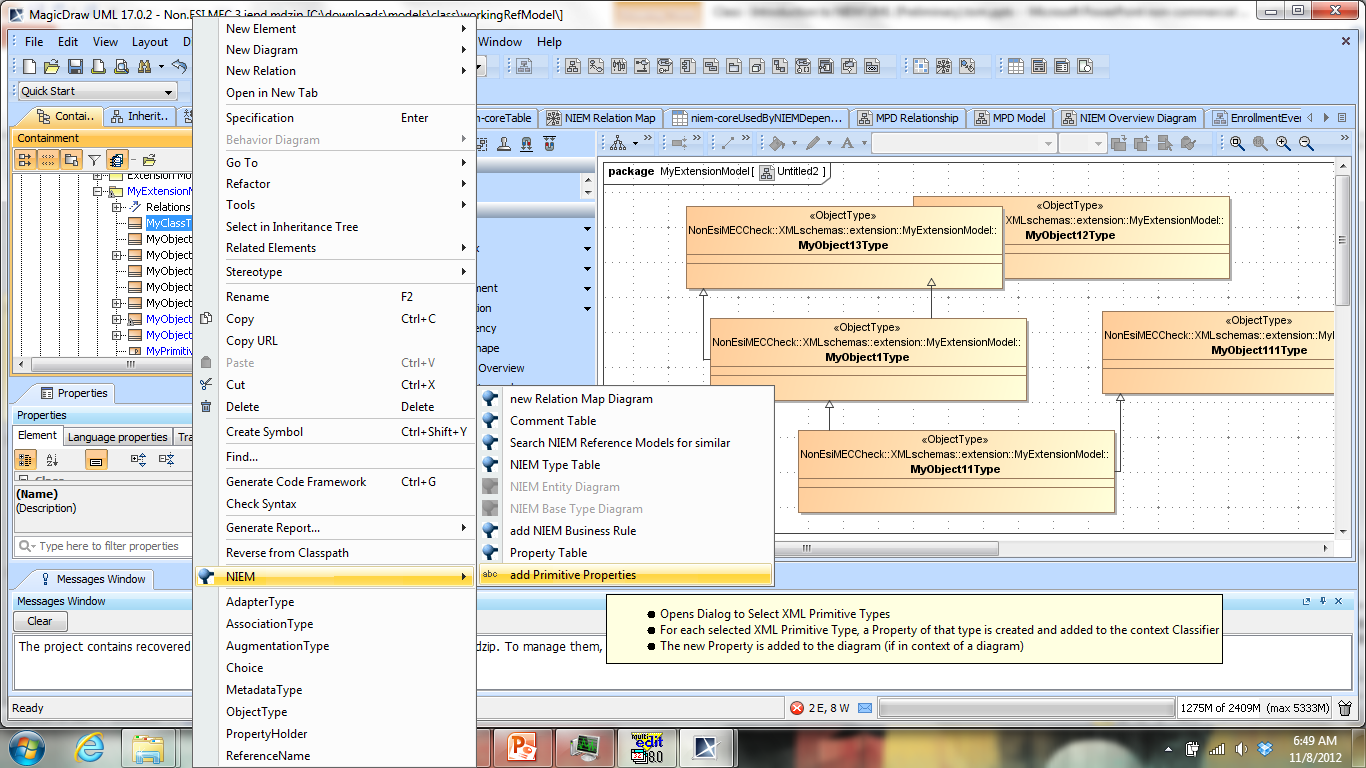 MagicDraw UML 17.0.2 - Non.ESI.MEC 3 iend mdzip [C:\downloads\models\class\workingRefModel\]
File Edit View Layout
Window Help
Quick Start
Contai.. Inherit..
-coreTable NIEM Relation Map niem-coreUsedByNIEMDepen... MPD Relationship MPD Model NIEM Overview Diagram EnrollmentEver
Containment
Extension Mod
MyExtensionM
Relations
MyClassT
MyObject
MyObject
MyObject
MyObject
MyObject
MyObject
MyObject
MyPrimitiv
Properties
Properties
Element Language properties Tra
Class
(Name)
(Description)
Type here to filter properties
Messages Window
Messages Window
Clear
The project contains recovered
dzip. To manage them,
Ready
New Element
New Diagram
New Relation
Open in New Tab
Specification Enter
Behavior Diagram
Go To
Refactor
Tools
Select in Inheritance Tree
Related Elements
Stereotype
Rename F2
Copy Ctrl+C
Copy URL
Paste Ctrl+V
Cut Ctrl+X
Delete Delete
Create Symbol Ctrl+Shift+Y
Find...
Generate Code Framework Ctrl+G
Check Syntax
Generate Report...
Reverse from Classpath
NIEM
AdapterType
AssociationType
AugmentationType
Choice
MetadataType
ObjectType
PropertyHolder
ReferenceName
ment
ion
ency
hape
Overview
new Relation Map Diagram
Comment Table
Search NIEM Reference Models for similar
NIEM Type Table
NIEM Entity Diagram
NIEM Base Type Diagram
add NIEM Business Rule
Property Table
abc add Primitive Properties
Opens Dialog to Select XML Primitive Types
For each selected XML Primitive Type, a Property of that type is created and added to the context Classifier
The new Property is added to the diagram (if in context of a diagram)
package MyExtensionModel [ Untitled2 ]
«ObjectType»
NonEsiMECCheck::XMLschemas::extension::MyExtensionModel::
MyObject13Type
«ObjectType»
XMLschemas::extension::MyExtensionModel::
MyObject12Type
«ObjectType»
NonEsiMECCheck::XMLschemas::extension::MyExtensionModel::
MyObject1Type
«ObjectType»
NonEsiMECCheck::XMLschemas::extension::MyE
MyObject111Type
«ObjectType»
NonEsiMECCheck::XMLschemas::extension::MyExtensionModel::
MyObject11Type
2 E, 8 W
1275M of 2409M (max 5333M)
multi
edit
8.0
6:49 AM
11/8/2012